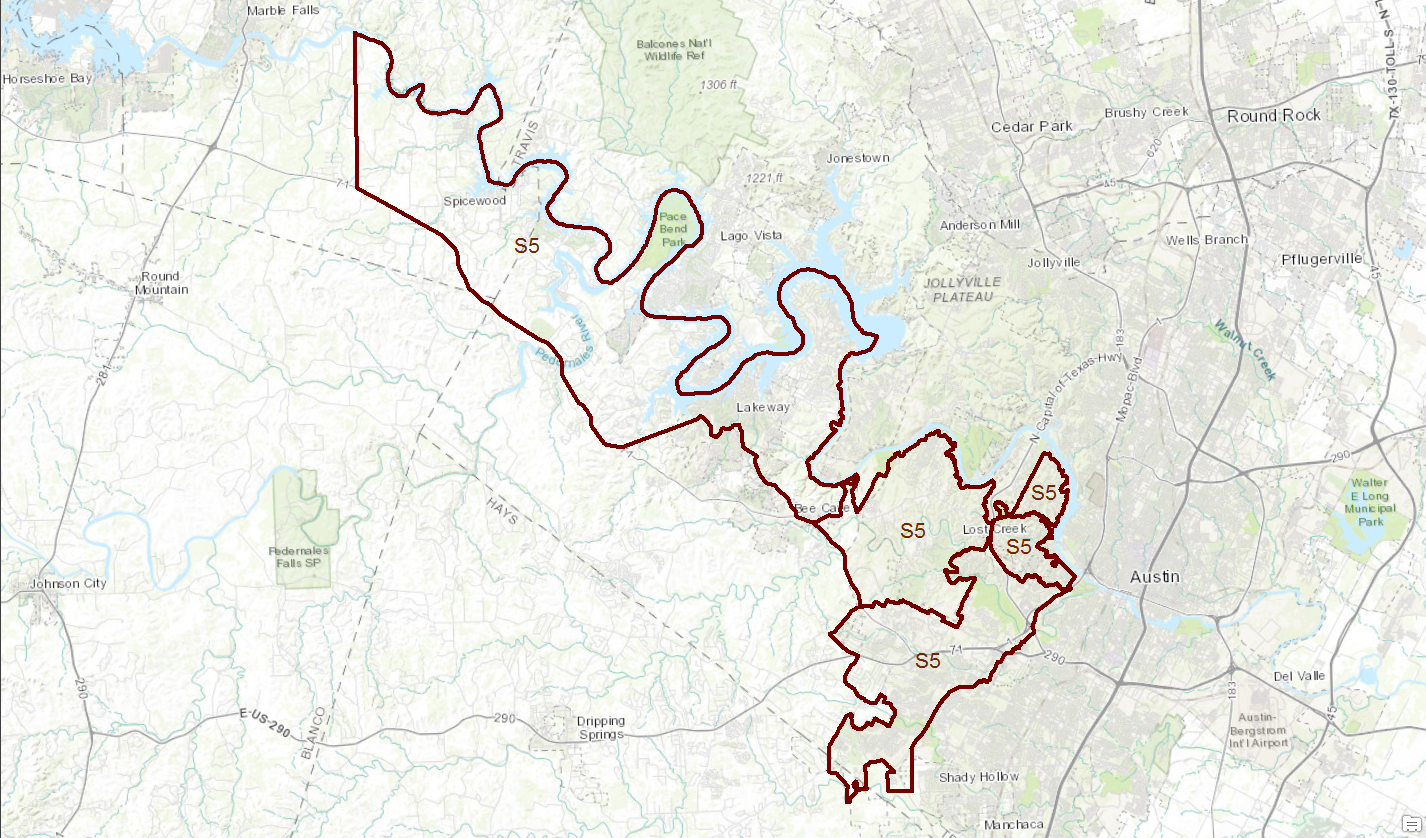 Marble Falls
Horseshoe Bay
Balcones Nat'l
Wildlife Ref
1306 ft
TX-130-TOLL-S
Cedar Park
Brushy Creek
Round Rock
620
TRAVIS
Jonestown
1221 ft
71
45
Spicewood
Pace
Bend
Park
Lago Vista
Anderson Mill
Wells Branch
S5
Jollyville
Pflugerville
45
Round
Mountain
JOLLYVILLE
PLATEAU
Pedernales River
183
1
Walnut Creek
281
N Capital of Texas-Hwy
Mopac-Blvd
Lakeway
290
S5
Walter
E Long
Municipal
Park
HAYS
Bee Cave
S5
Lost Creek
S5
Pedernales
Falls SP
Johnson City
Austin
71
1
290
S5
Del Valle
290
183
45
E-US-290
290
Dripping
Springs
BLANCO
Austin-
Bergstrom
Int'l Airport
Shady Hollow
Manchaca